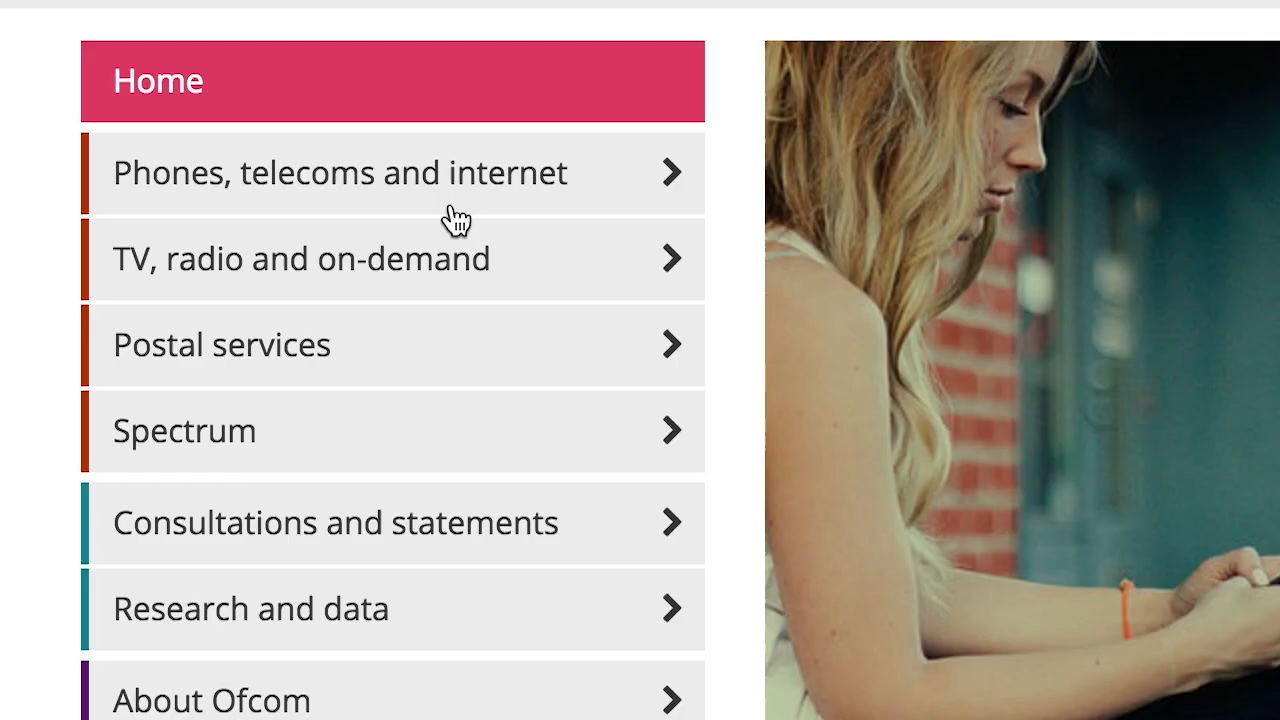 Home
Phones, telecoms and internet
TV, radio and on-demand
Postal services
Spectrum
Consultations and statements
Research and data
About Ofcom